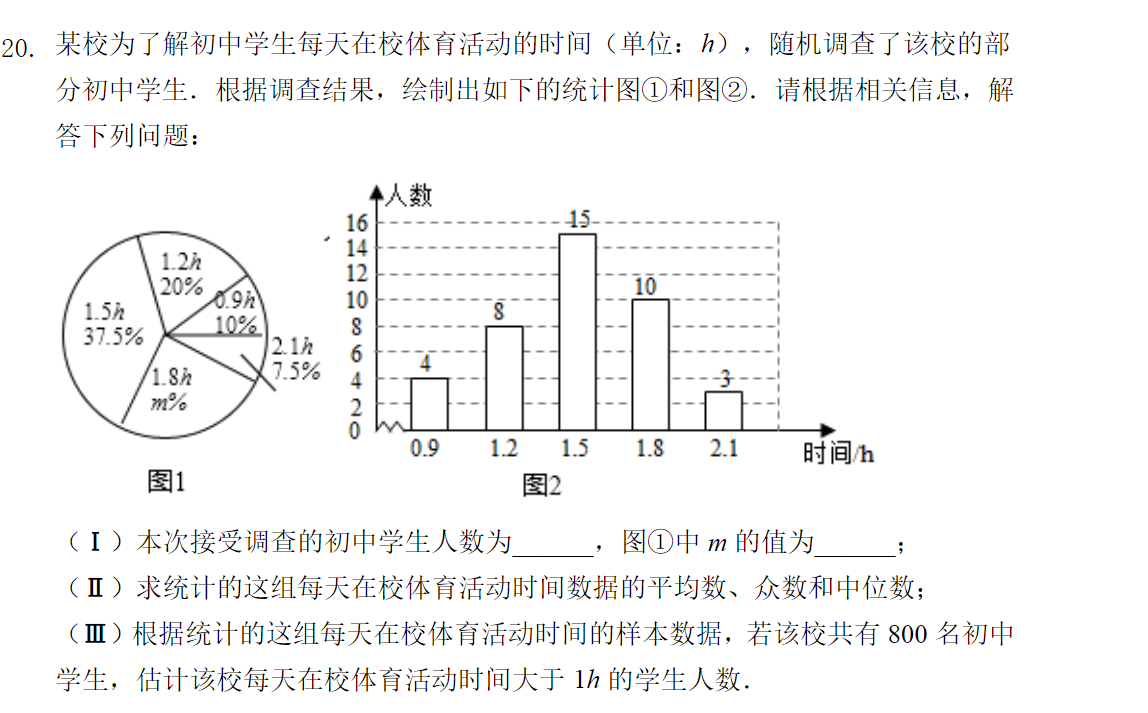 20. 某校为了解初中学生每天在校体育活动的时间（单位：h），随机调查了该校的部
分初中学生．根据调查结果，绘制出如下的统计图①和图②．请根据相关信息，解
答下列问题：
1.2h
20%
0.9h
10%
1.5h
37.5%
2.1h
7.5%
1.8h
m%
图1
人数
16
14
12
10
8
6
4
2
0
4
8
15
10
3
0.9 1.2 1.5 1.8 2.1
时间/h
图2
（Ⅰ）本次接受调查的初中学生人数为______，图①中 m 的值为______；
（Ⅱ）求统计的这组每天在校体育活动时间数据的平均数、众数和中位数；
（Ⅲ）根据统计的这组每天在校体育活动时间的样本数据，若该校共有 800 名初中
学生，估计该校每天在校体育活动时间大于 1h 的学生人数．